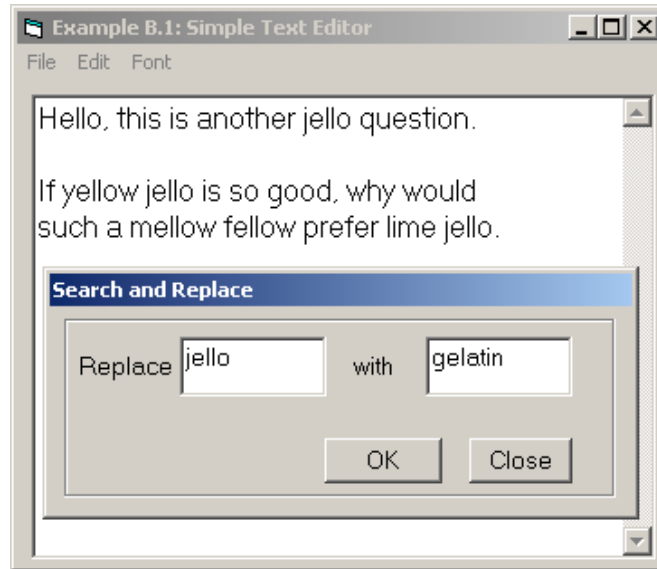 Example B.1: Simple Text Editor
File Edit Font
Hello, this is another jello question.
If yellow jello is so good, why would
such a mellow fellow prefer lime jello.
Search and Replace
Replace jello with gelatin
OK Close